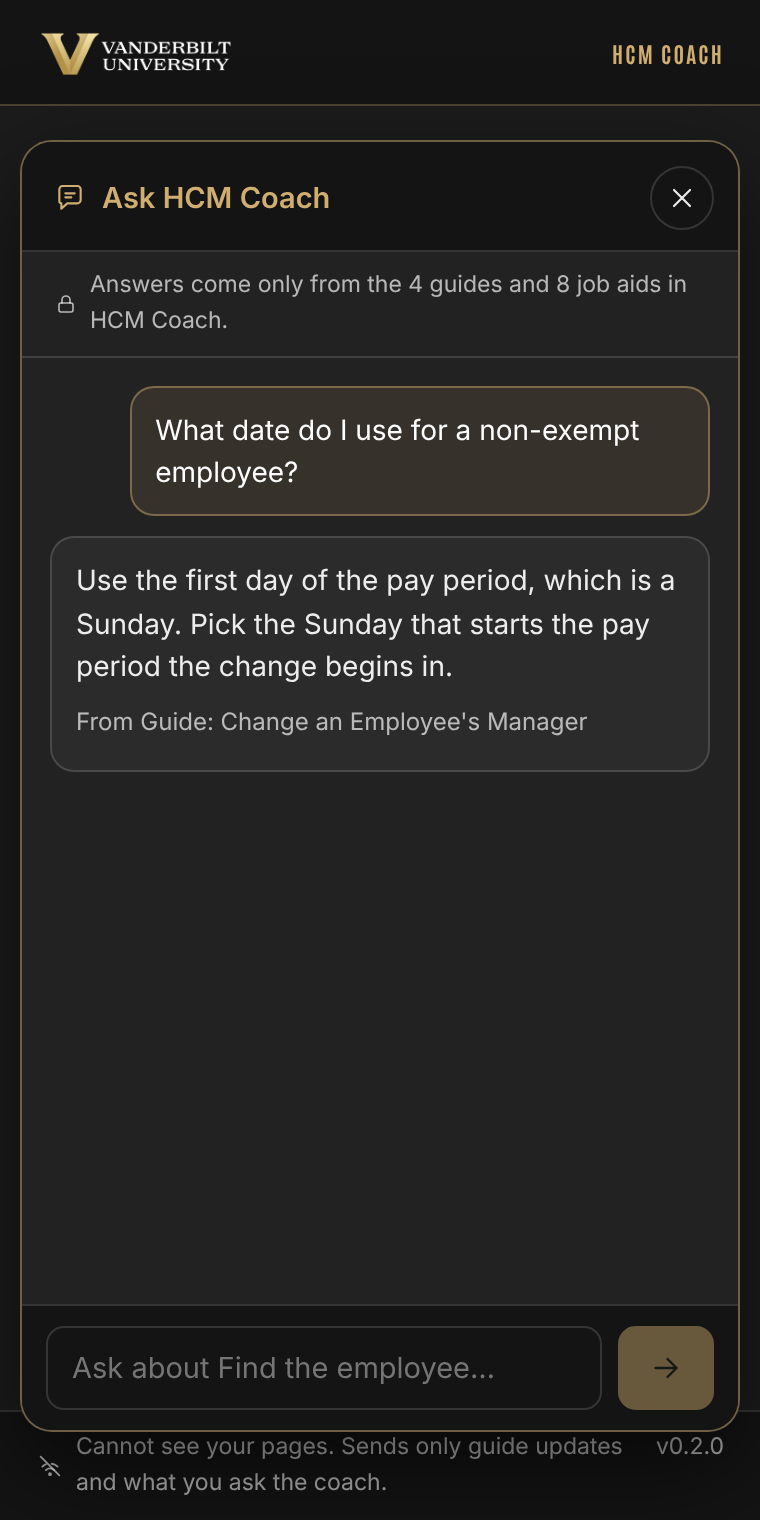 VANDERBILT
UNIVERSITY
HCM COACH
Ask HCM Coach
Answers come only from the 4 guides and 8 job aids in
HCM Coach.
What date do I use for a non-exempt
employee?
Use the first day of the pay period, which is a
Sunday. Pick the Sunday that starts the pay
period the change begins in.
From Guide: Change an Employee's Manager
Ask about Find the employee...
Cannot see your pages. Sends only guide updates
and what you ask the coach.
v0.2.0